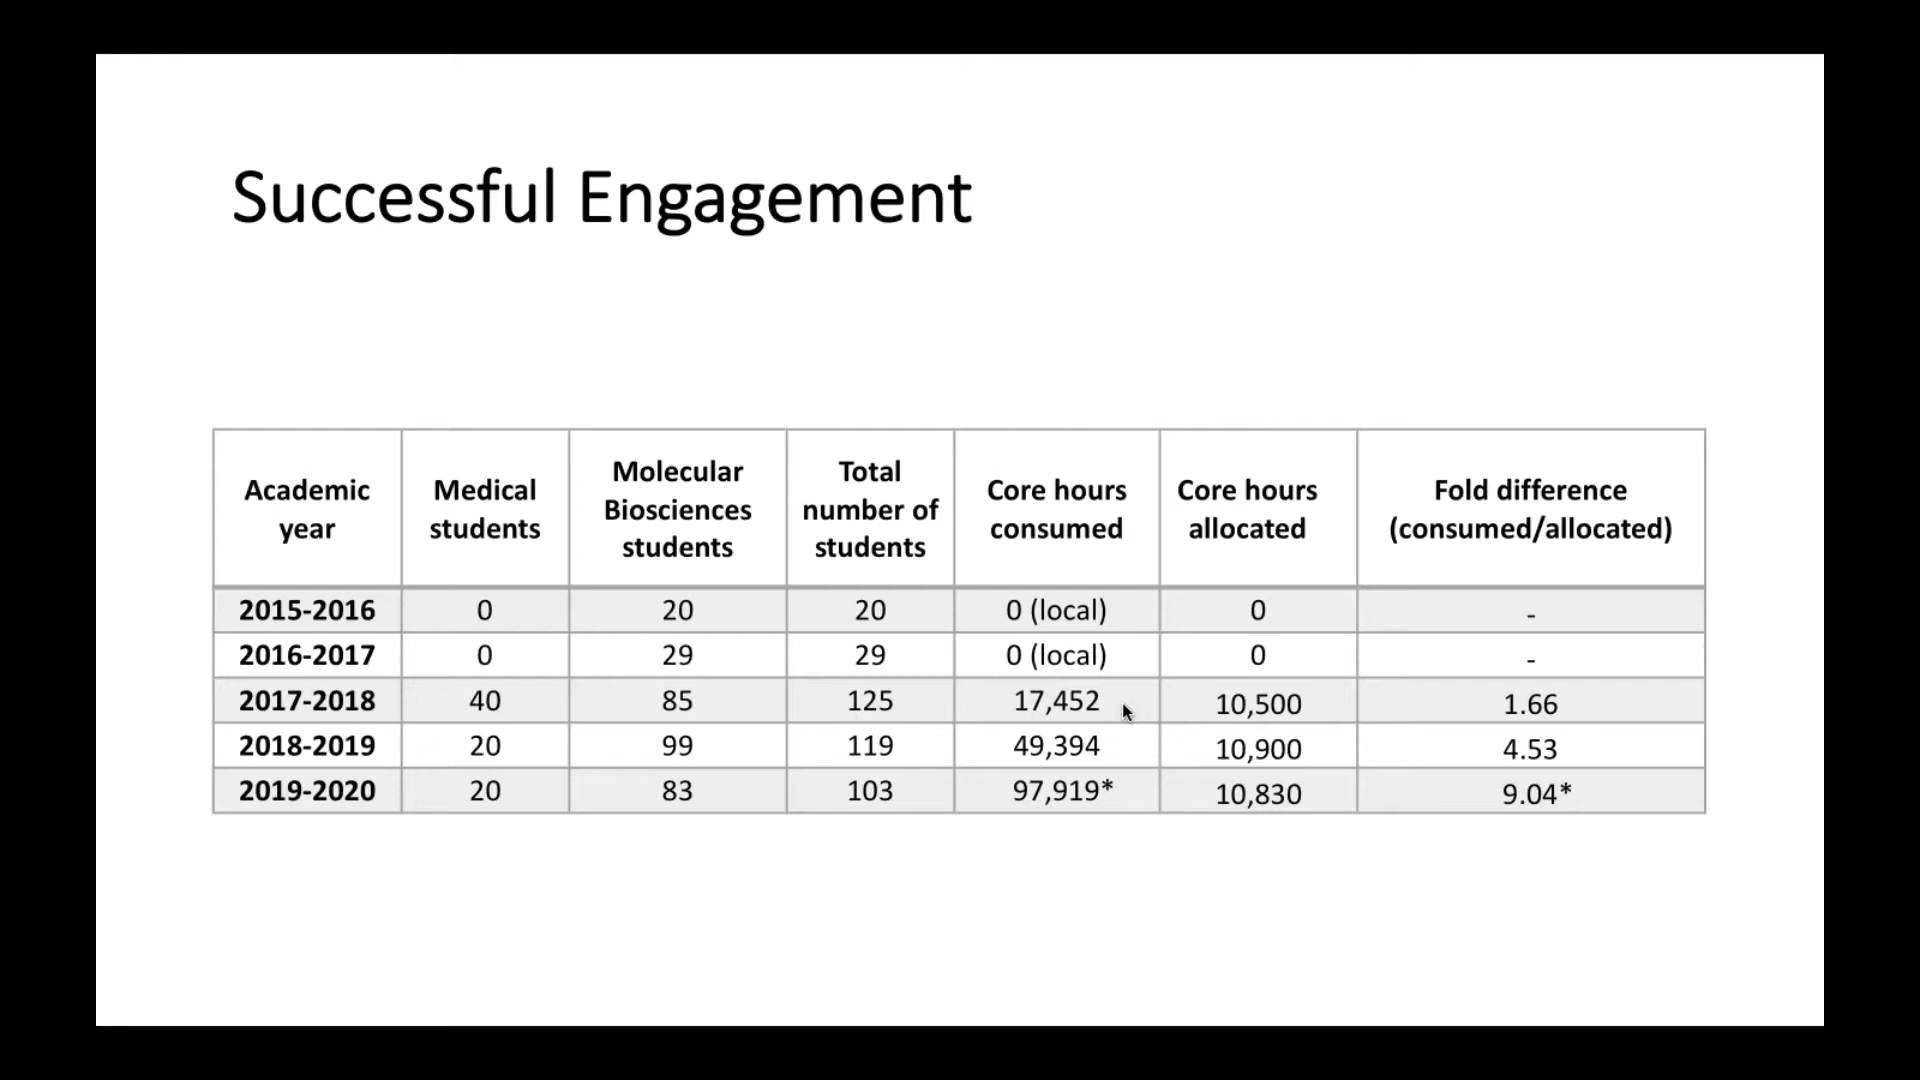 Successful Engagement
Academic year | Medical students | Molecular Biosciences students | Total number of students | Core hours consumed | Core hours allocated | Fold difference (consumed/allocated)
2015-2016 | 0 | 20 | 20 | 0 (local) | 0 | -
2016-2017 | 0 | 29 | 29 | 0 (local) | 0 | -
2017-2018 | 40 | 85 | 125 | 17,452 | 10,500 | 1.66
2018-2019 | 20 | 99 | 119 | 49,394 | 10,900 | 4.53
2019-2020 | 20 | 83 | 103 | 97,919* | 10,830 | 9.04*